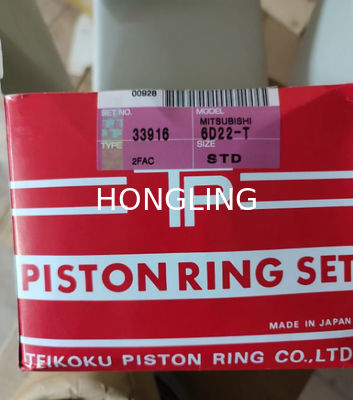 00928
SET NO. MODEL
33916 MITSUBISHI 6D22-T
TYPE SIZE
2FAC STD
TP
HONGLING
PISTON RING SET
MADE IN JAPAN
TEIKOKU PISTON RING CO.,LTD